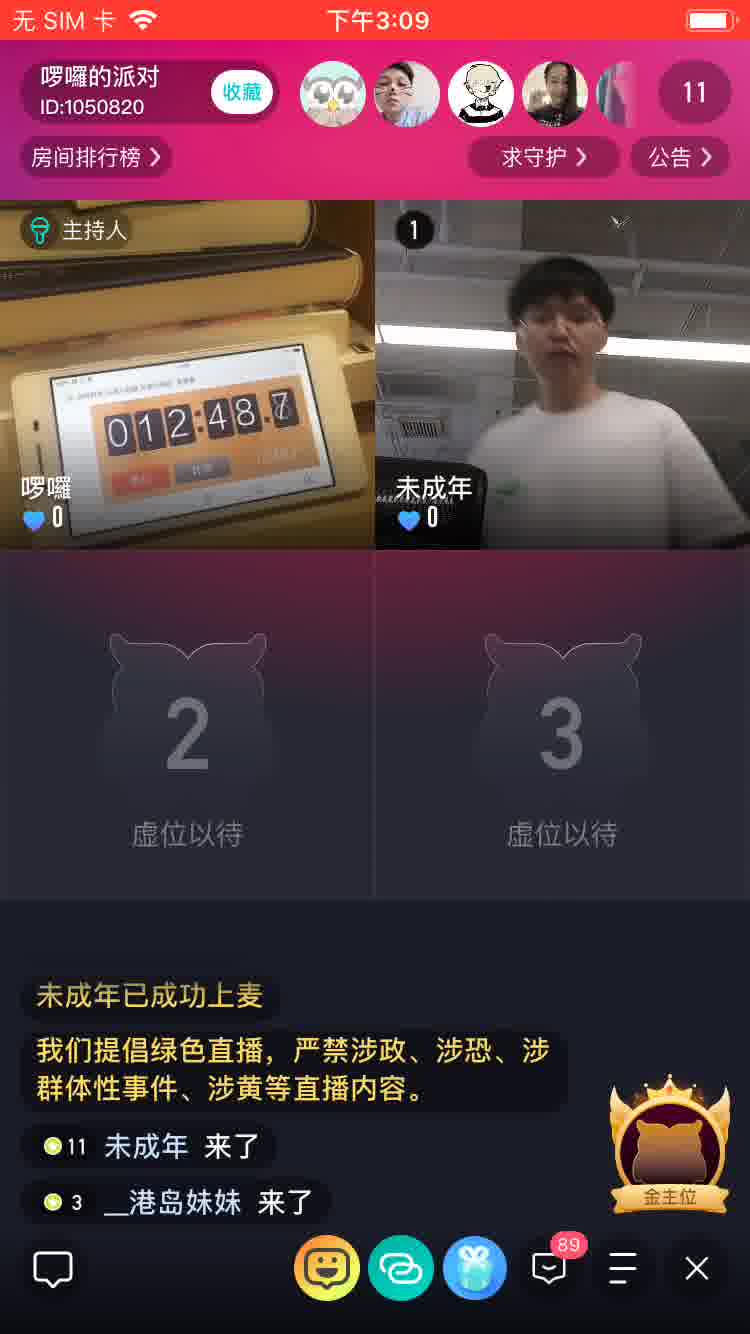 无 SIM 卡
下午3:09
啰囉的派对
ID:1050820
收藏
11
房间排行榜
求守护
公告
主持人
1
012:48.7
啰囉
0
未成年
0
2
3
虚位以待
虚位以待
未成年已成功上麦
我们提倡绿色直播，严禁涉政、涉恐、涉
群体性事件、涉黄等直播内容。
11 未成年 来了
3 __港岛妹妹 来了
金主位
89